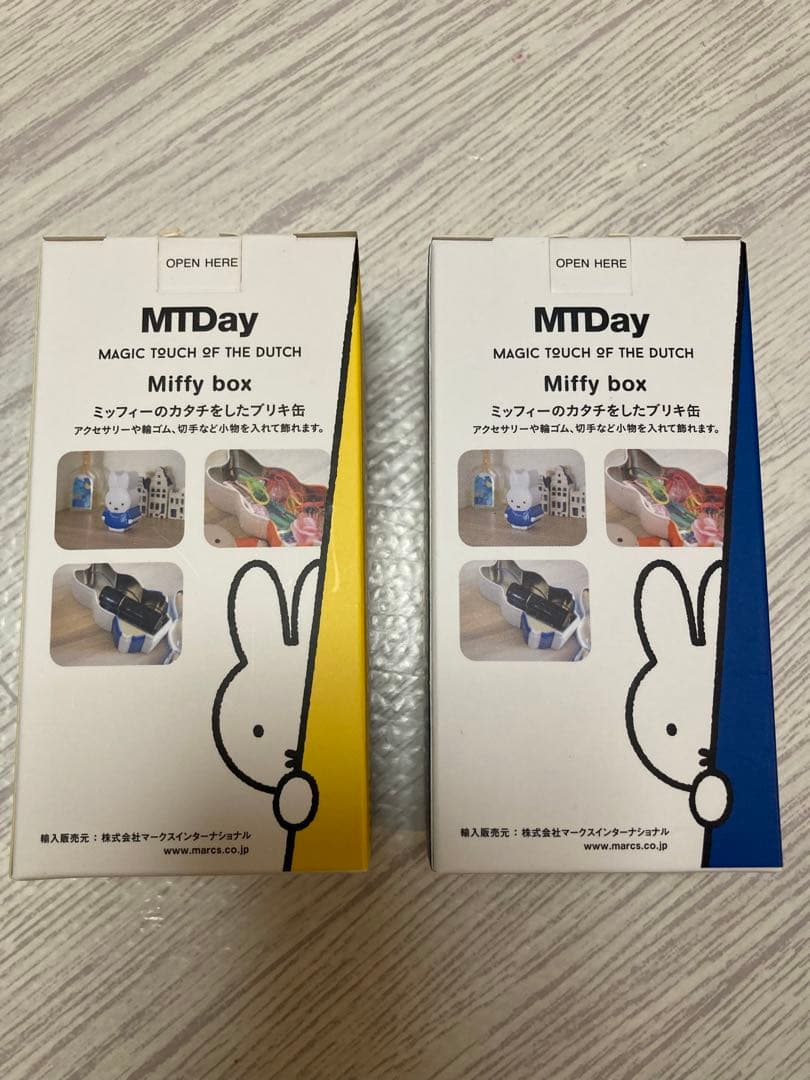 OPEN HERE
MTDay
MAGIC TOUCH OF THE DUTCH
Miffy box
ミッフィーのカタチをしたブリキ缶
アクセサリーや輪ゴム、切手など小物を入れて飾れます。
輸入販売元：株式会社マークスインターナショナル
www.marcs.co.jp
OPEN HERE
MTDay
MAGIC TOUCH OF THE DUTCH
Miffy box
ミッフィーのカタチをしたブリキ缶
アクセサリーや輪ゴム、切手など小物を入れて飾れます。
輸入販売元：株式会社マークスインターナショナル
www.marcs.co.jp